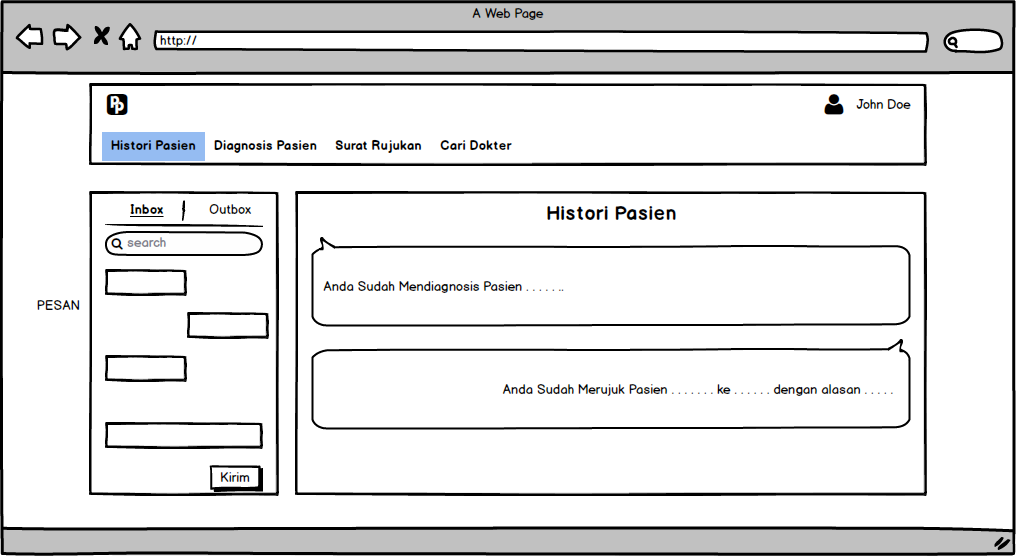 A Web Page
http://
Pp
John Doe
Histori Pasien Diagnosis Pasien Surat Rujukan Cari Dokter
Inbox Outbox
search
PESAN
Kirim
Histori Pasien
Anda Sudah Mendiagnosis Pasien . . . . . ..
Anda Sudah Merujuk Pasien . . . . . . . ke . . . . . . dengan alasan . . . . .